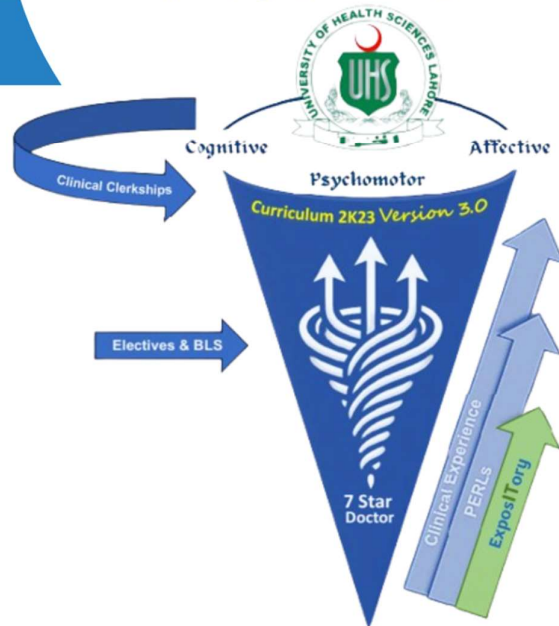 UNIVERSITY OF HEALTH SCIENCES LAHORE
UHS
Cognitive
Affective
Psychomotor
Clinical Clerkships
Curriculum 2K23 Version 3.0
Electives & BLS
7 Star
Doctor
Clinical Experience
PERLs
ExposITory